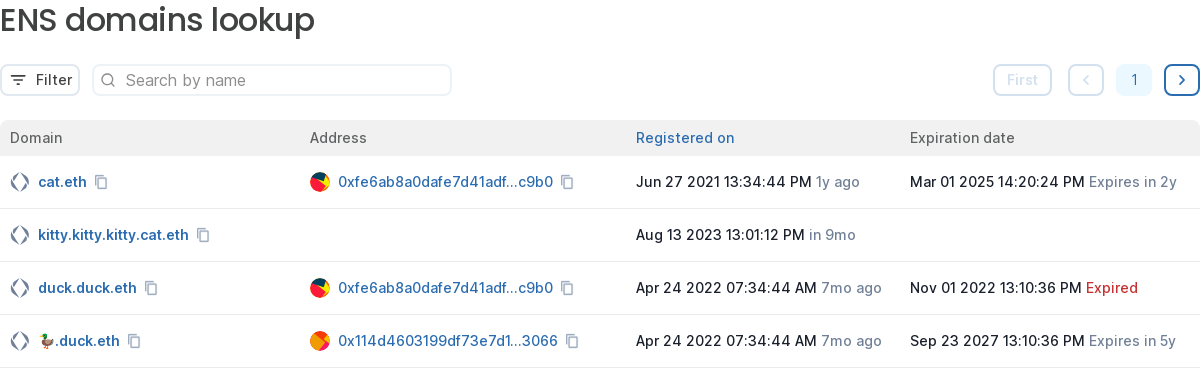 ENS domains lookup
Filter Search by name First 1
Domain Address Registered on Expiration date
cat.eth 0xfe6ab8a0dafe7d41adf...c9b0 Jun 27 2021 13:34:44 PM 1y ago Mar 01 2025 14:20:24 PM Expires in 2y
kitty.kitty.kitty.cat.eth Aug 13 2023 13:01:12 PM in 9mo
duck.duck.eth 0xfe6ab8a0dafe7d41adf...c9b0 Apr 24 2022 07:34:44 AM 7mo ago Nov 01 2022 13:10:36 PM Expired
🦆.duck.eth 0x114d4603199df73e7d1...3066 Apr 24 2022 07:34:44 AM 7mo ago Sep 23 2027 13:10:36 PM Expires in 5y